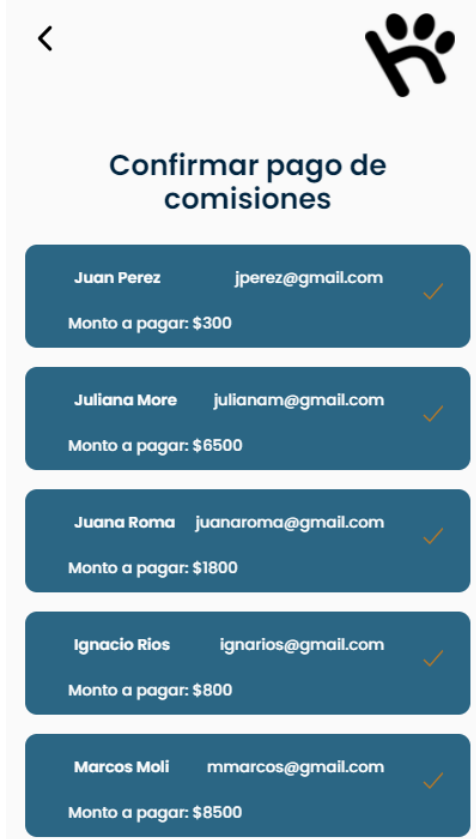 Confirmar pago de
comisiones
Juan Perez jperez@gmail.com
Monto a pagar: $300
Juliana More julianam@gmail.com
Monto a pagar: $6500
Juana Roma juanaroma@gmail.com
Monto a pagar: $1800
Ignacio Rios ignarios@gmail.com
Monto a pagar: $800
Marcos Moli mmarcos@gmail.com
Monto a pagar: $8500